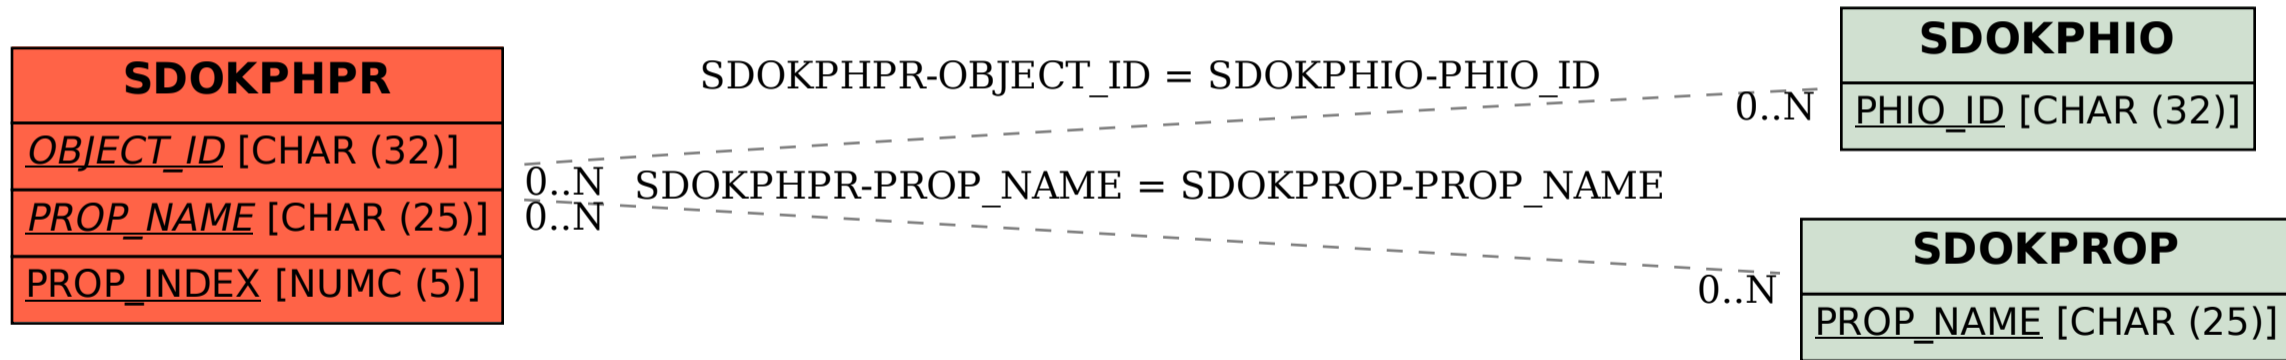 SDOKPHPR
OBJECT_ID [CHAR (32)]
PROP_NAME [CHAR (25)]
PROP_INDEX [NUMC (5)]
SDOKPHPR-OBJECT_ID = SDOKPHIO-PHIO_ID
0..N
0..N
SDOKPHPR-PROP_NAME = SDOKPROP-PROP_NAME
0..N
0..N
SDOKPHIO
PHIO_ID [CHAR (32)]
SDOKPROP
PROP_NAME [CHAR (25)]